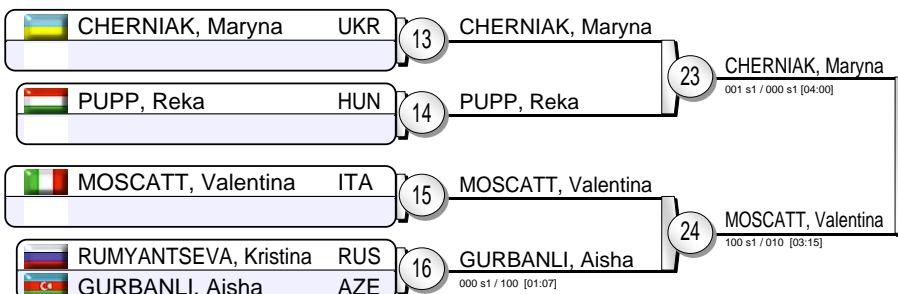 CHERNIAK, Maryna UKR
13
CHERNIAK, Maryna
23
CHERNIAK, Maryna
001 s1 / 000 s1 [04:00]
PUPP, Reka HUN
14
PUPP, Reka
MOSCATT, Valentina ITA
15
MOSCATT, Valentina
24
MOSCATT, Valentina
100 s1 / 010 [03:15]
RUMYANTSEVA, Kristina RUS
16
GURBANLI, Aisha
000 s1 / 100 [01:07]
GURBANLI, Aisha AZE